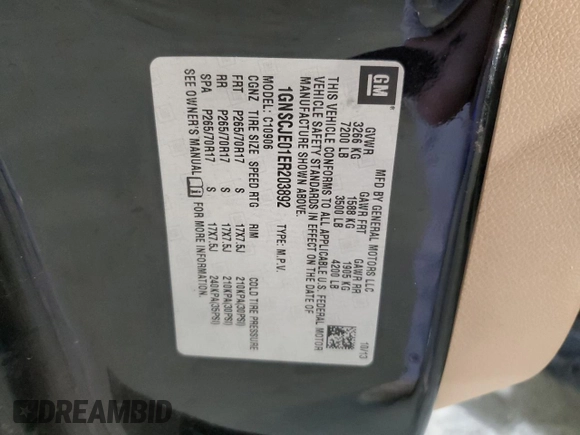 GM
MFD BY GENERAL MOTORS LLC
10/13
GVWR GAWR FRT GAWR RR
3266 KG 1588 KG 1905 KG
7200 LB 3500 LB 4200 LB
THIS VEHICLE CONFORMS TO ALL APPLICABLE U.S. FEDERAL MOTOR
VEHICLE SAFETY STANDARDS IN EFFECT ON THE DATE OF
MANUFACTURE SHOWN ABOVE.
1GNSCJE01ER203892 TYPE: M.P.V.
MODEL: C10906
CGNZ TIRE SIZE SPEED RTG RIM COLD TIRE PRESSURE
FRT P265/70R17 S 17X7.5J 210KPA(30PSI)
RR P265/70R17 S 17X7.5J 210KPA(30PSI)
SPA P265/70R17 S 17X7.5J 240KPA(35PSI)
SEE OWNER'S MANUAL FOR MORE INFORMATION.
DREAMBID